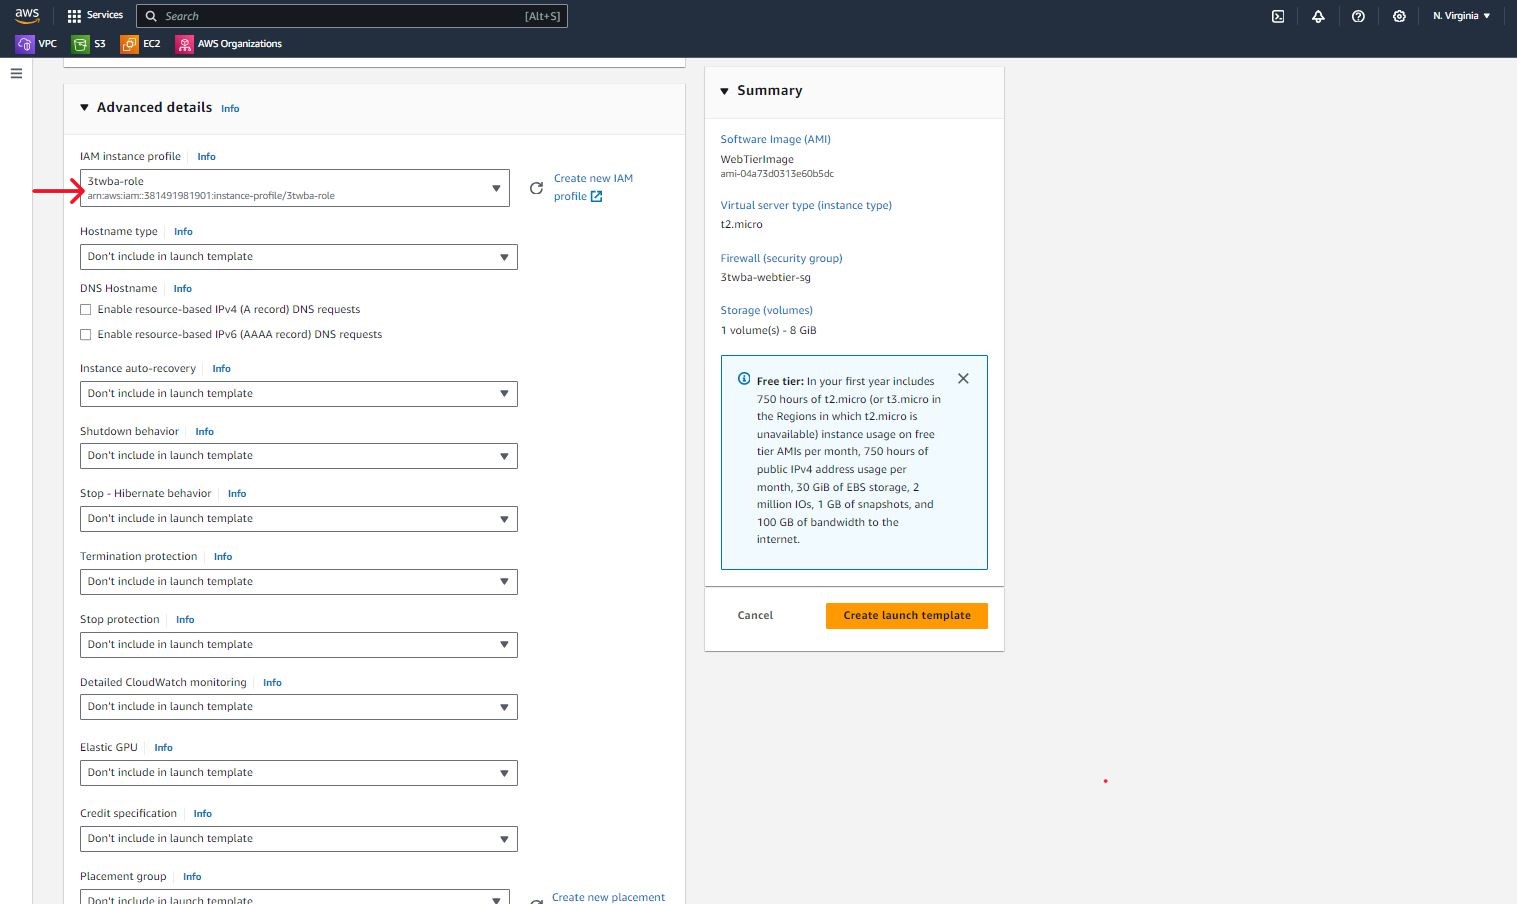 aws
Services
Search
[Alt+S]
N. Virginia
VPC
S3
EC2
AWS Organizations
Advanced details
Info
IAM instance profile
Info
3twba-role
arn:aws:iam::381491981901:instance-profile/3twba-role
Create new IAM
profile
Hostname type
Info
Don't include in launch template
DNS Hostname
Info
Enable resource-based IPv4 (A record) DNS requests
Enable resource-based IPv6 (AAAA record) DNS requests
Instance auto-recovery
Info
Don't include in launch template
Shutdown behavior
Info
Don't include in launch template
Stop - Hibernate behavior
Info
Don't include in launch template
Termination protection
Info
Don't include in launch template
Stop protection
Info
Don't include in launch template
Detailed CloudWatch monitoring
Info
Don't include in launch template
Elastic GPU
Info
Don't include in launch template
Credit specification
Info
Don't include in launch template
Placement group
Info
Don't include in launch template
Create new placement
Summary
Software Image (AMI)
WebTierImage
ami-04a73d0313e60b5dc
Virtual server type (instance type)
t2.micro
Firewall (security group)
3twba-webtier-sg
Storage (volumes)
1 volume(s) - 8 GiB
Free tier: In your first year includes
750 hours of t2.micro (or t3.micro in
the Regions in which t2.micro is
unavailable) instance usage on free
tier AMIs per month, 750 hours of
public IPv4 address usage per
month, 30 GiB of EBS storage, 2
million IOs, 1 GB of snapshots, and
100 GB of bandwidth to the
internet.
Cancel
Create launch template